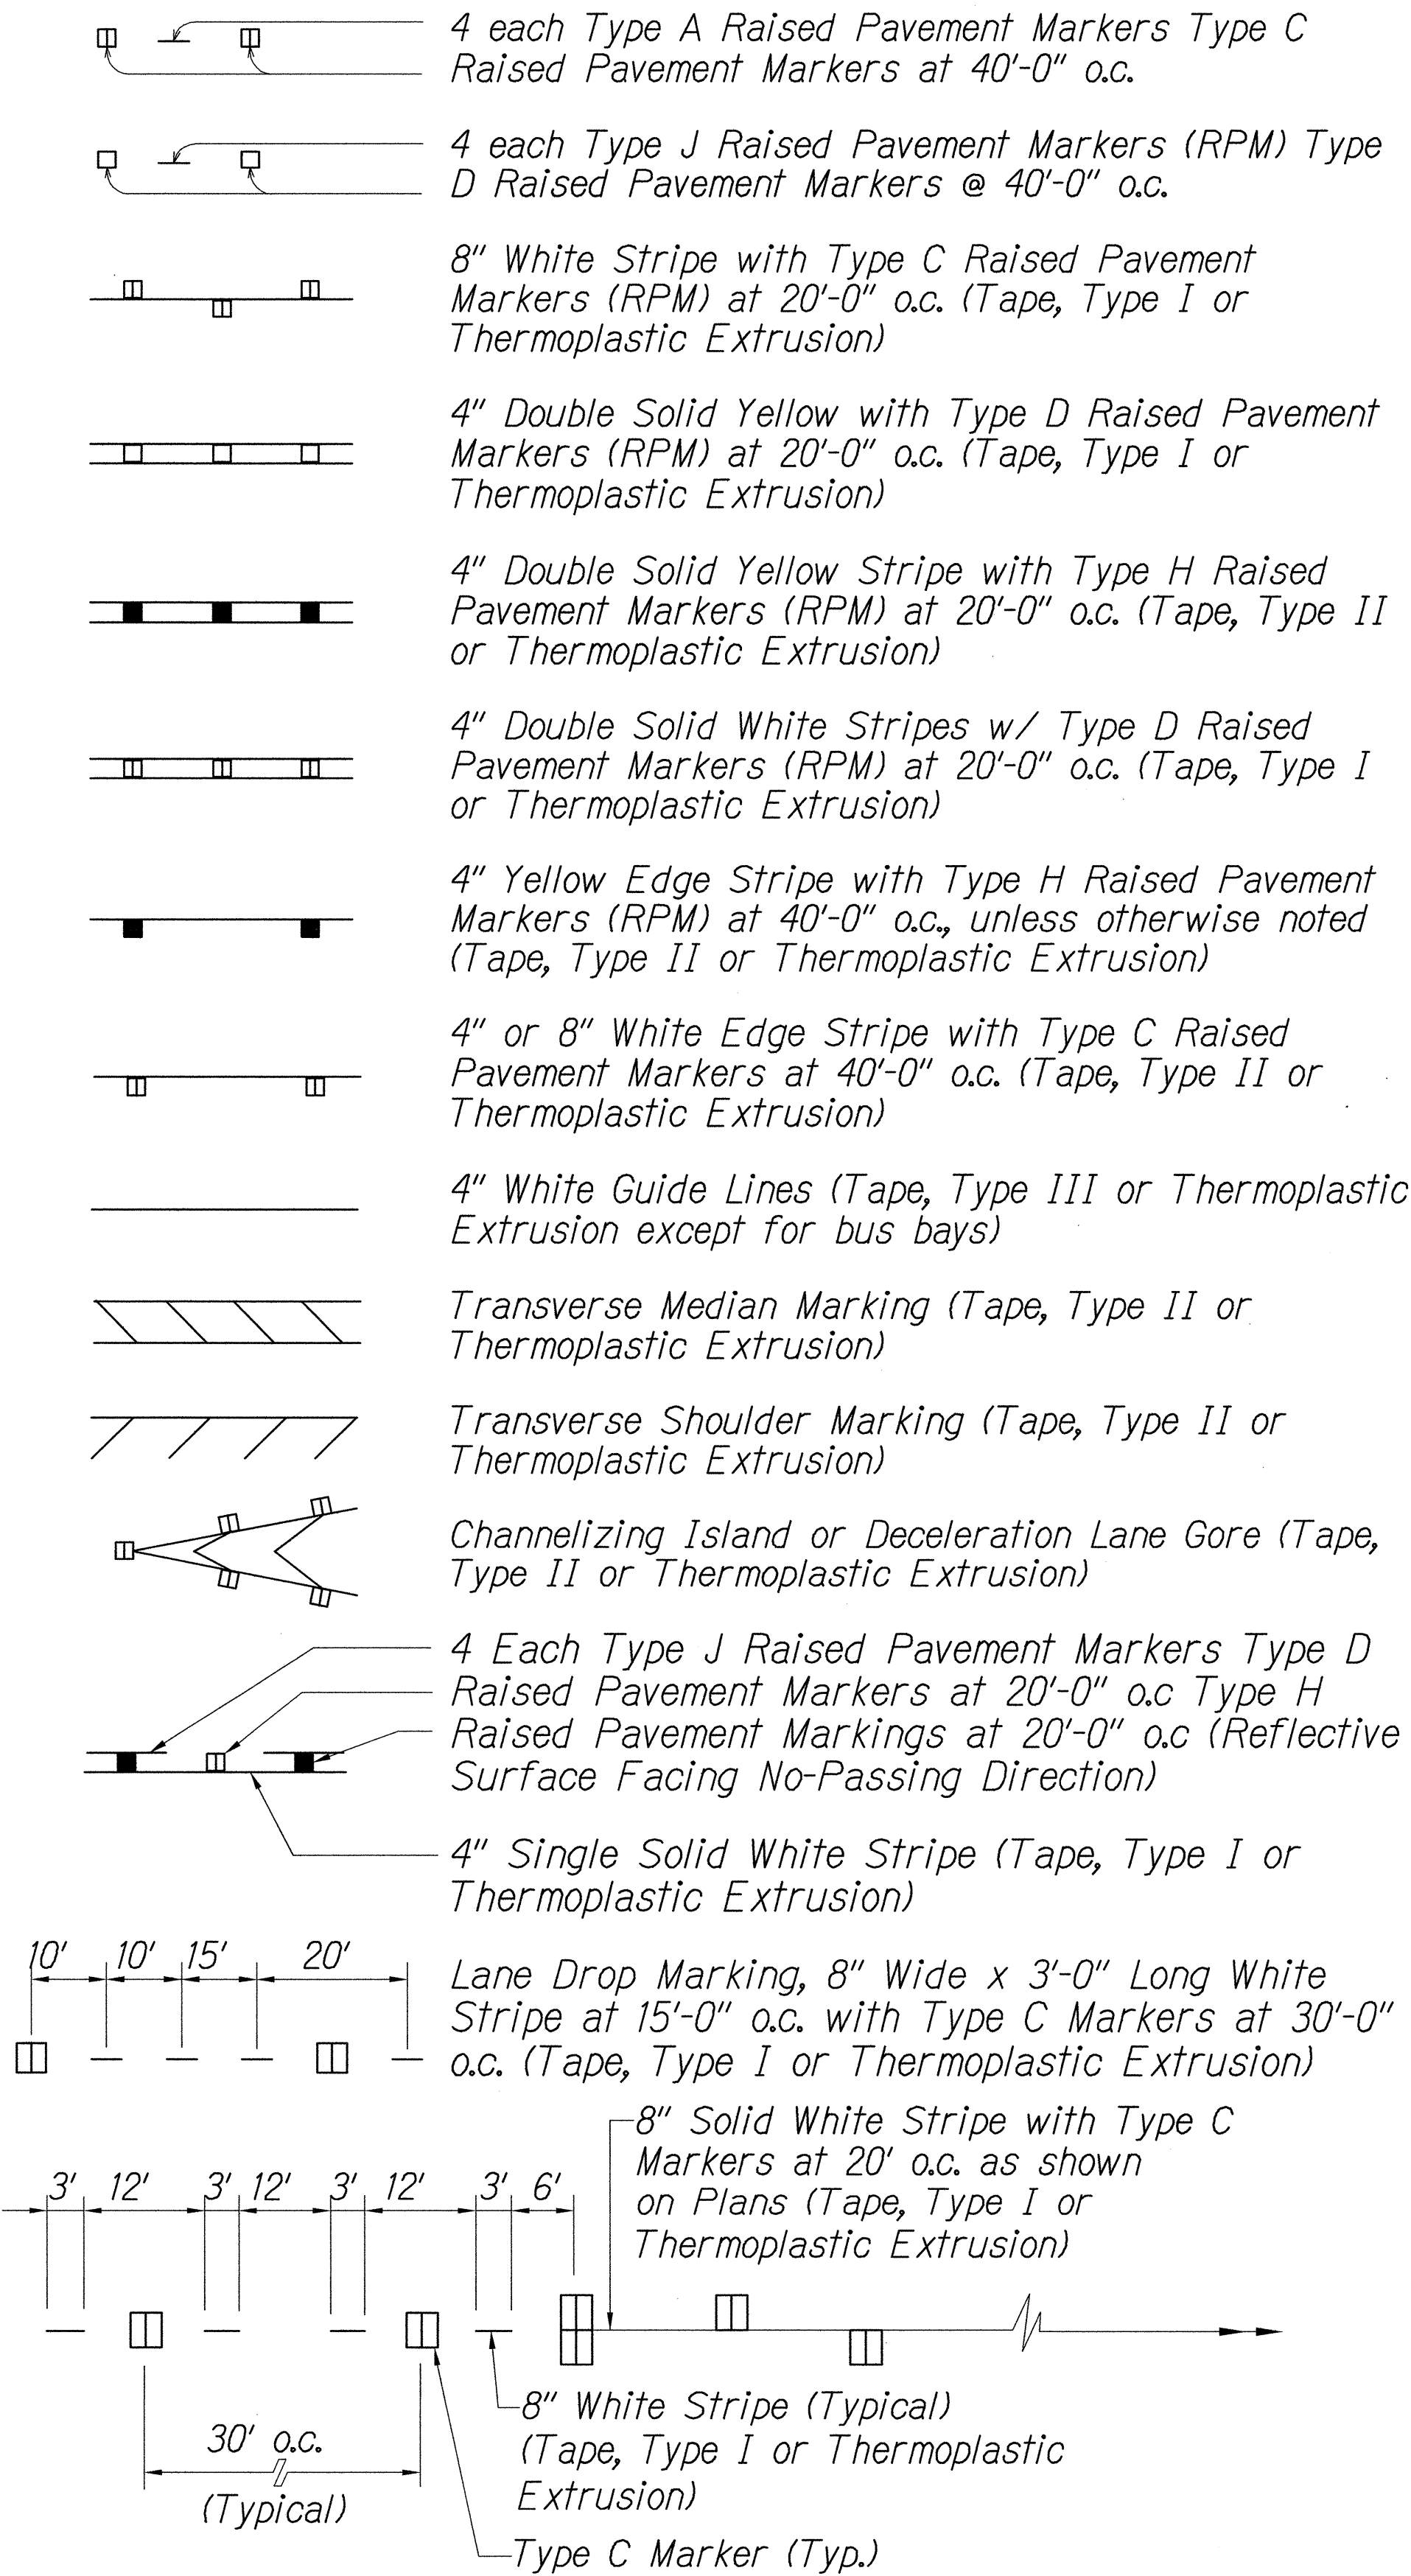 4 each Type A Raised Pavement Markers Type C
Raised Pavement Markers at 40'-0" o.c.
4 each Type J Raised Pavement Markers (RPM) Type
D Raised Pavement Markers @ 40'-0" o.c.
8" White Stripe with Type C Raised Pavement
Markers (RPM) at 20'-0" o.c. (Tape, Type I or
Thermoplastic Extrusion)
4" Double Solid Yellow with Type D Raised Pavement
Markers (RPM) at 20'-0" o.c. (Tape, Type I or
Thermoplastic Extrusion)
4" Double Solid Yellow Stripe with Type H Raised
Pavement Markers (RPM) at 20'-0" o.c. (Tape, Type II
or Thermoplastic Extrusion)
4" Double Solid White Stripes w/ Type D Raised
Pavement Markers (RPM) at 20'-0" o.c. (Tape, Type I
or Thermoplastic Extrusion)
4" Yellow Edge Stripe with Type H Raised Pavement
Markers (RPM) at 40'-0" o.c., unless otherwise noted
(Tape, Type II or Thermoplastic Extrusion)
4" or 8" White Edge Stripe with Type C Raised
Pavement Markers at 40'-0" o.c. (Tape, Type II or
Thermoplastic Extrusion)
4" White Guide Lines (Tape, Type III or Thermoplastic
Extrusion except for bus bays)
Transverse Median Marking (Tape, Type II or
Thermoplastic Extrusion)
Transverse Shoulder Marking (Tape, Type II or
Thermoplastic Extrusion)
Channelizing Island or Deceleration Lane Gore (Tape,
Type II or Thermoplastic Extrusion)
4 Each Type J Raised Pavement Markers Type D
Raised Pavement Markers at 20'-0" o.c Type H
Raised Pavement Markings at 20'-0" o.c (Reflective
Surface Facing No-Passing Direction)
4" Single Solid White Stripe (Tape, Type I or
Thermoplastic Extrusion)
10' 10' 15' 20'
Lane Drop Marking, 8" Wide x 3'-0" Long White
Stripe at 15'-0" o.c. with Type C Markers at 30'-0"
o.c. (Tape, Type I or Thermoplastic Extrusion)
8" Solid White Stripe with Type C
Markers at 20' o.c. as shown
on Plans (Tape, Type I or
Thermoplastic Extrusion)
3' 12' 3' 12' 3' 12' 3' 6'
8" White Stripe (Typical)
(Tape, Type I or Thermoplastic
Extrusion)
30' o.c.
(Typical)
Type C Marker (Typ.)